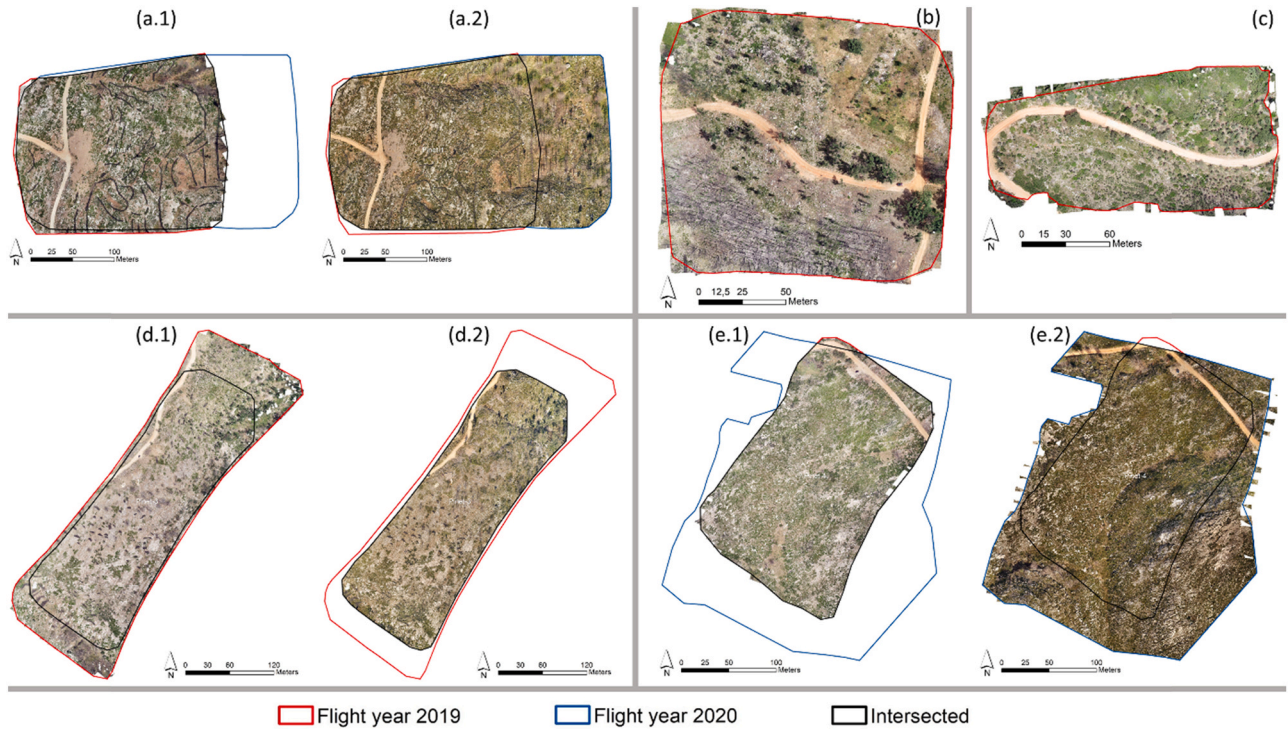 (a.1)
(a.2)
(b)
(c)
N
0 25 50 100
Meters
N
0 25 50 100
Meters
N
0 12,5 25 50
Meters
N
0 15 30 60
Meters
(d.1)
(d.2)
(e.1)
(e.2)
N
0 30 60 120
Meters
N
0 30 60 120
Meters
N
0 25 50 100
Meters
N
0 25 50 100
Meters
Flight year 2019
Flight year 2020
Intersected